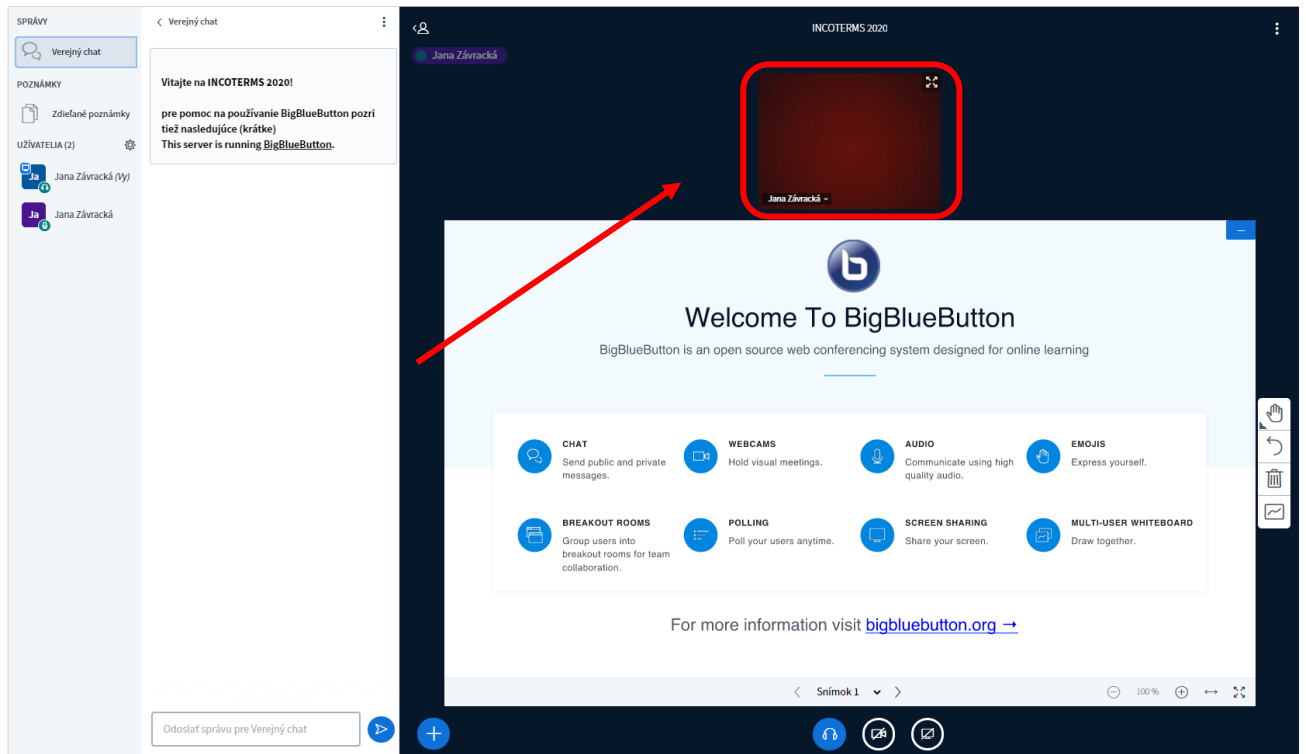 SPRÁVY
Verejný chat
POZNÁMKY
Zdieľané poznámky
UŽÍVATELIA (2)
Ja
Jana Závracká (Vy)
Ja
Jana Závracká
Verejný chat
Vitajte na INCOTERMS 2020!
pre pomoc na používanie BigBlueButton pozri
tiež nasledujúce (krátke)
This server is running BigBlueButton.
Odoslať správu pre Verejný chat
INCOTERMS 2020
Jana Závracká
Jana Závracká
b
Welcome To BigBlueButton
BigBlueButton is an open source web conferencing system designed for online learning
CHAT
Send public and private
messages.
WEBCAMS
Hold visual meetings.
AUDIO
Communicate using high
quality audio.
EMOJIS
Express yourself.
BREAKOUT ROOMS
Group users into
breakout rooms for team
collaboration.
POLLING
Poll your users anytime.
SCREEN SHARING
Share your screen.
MULTI-USER WHITEBOARD
Draw together.
For more information visit bigbluebutton.org →
Snímok 1
100 %